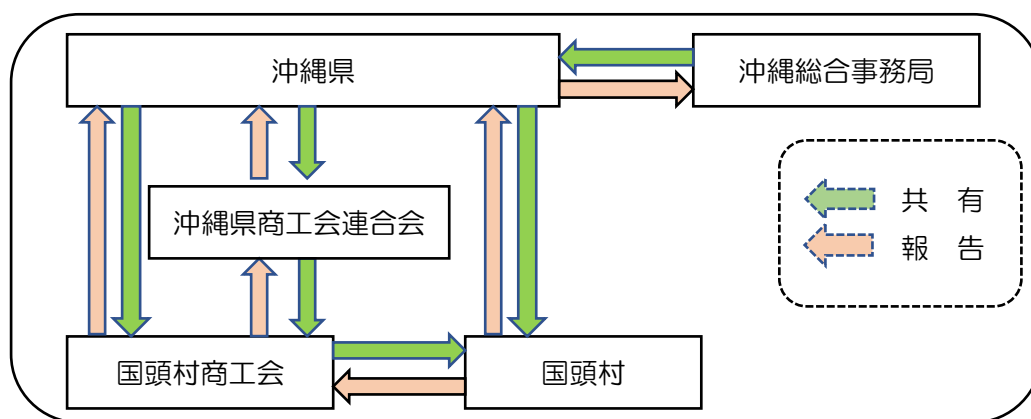 沖縄県
沖縄総合事務局
沖縄県商工会連合会
共　有
報　告
国頭村商工会
国頭村